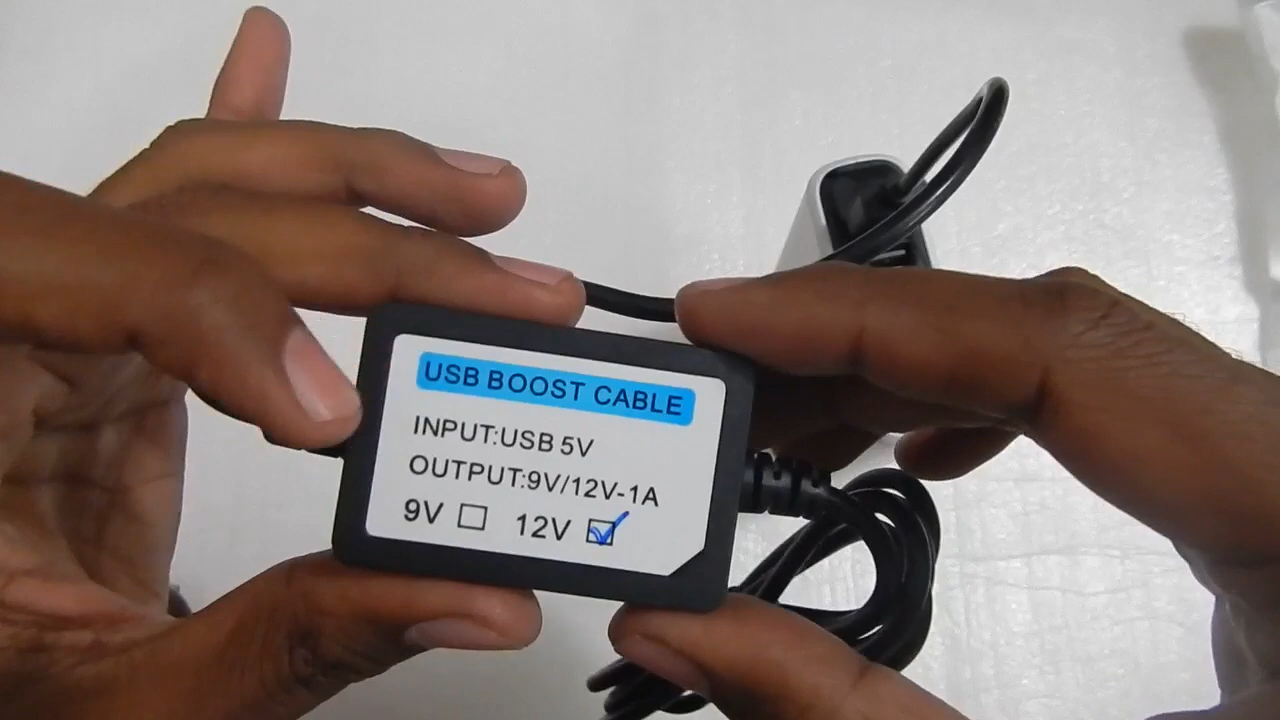 USB BOOST CABLE
INPUT:USB 5V
OUTPUT:9V/12V-1A
9V ☐ 12V ☑